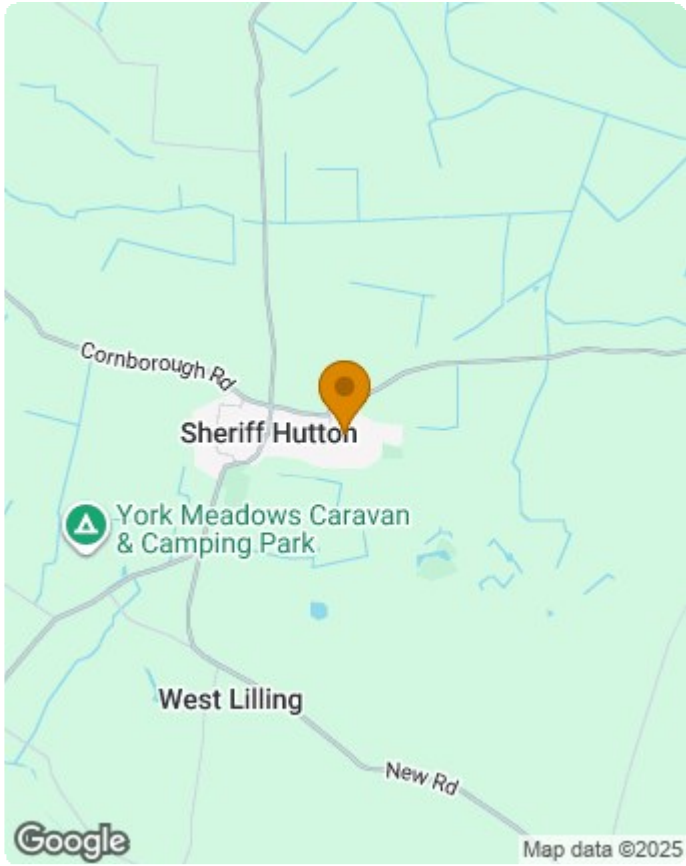 Cornborough Rd
Sheriff Hutton
York Meadows Caravan
& Camping Park
West Lilling
New Rd
Google
Map data ©2025